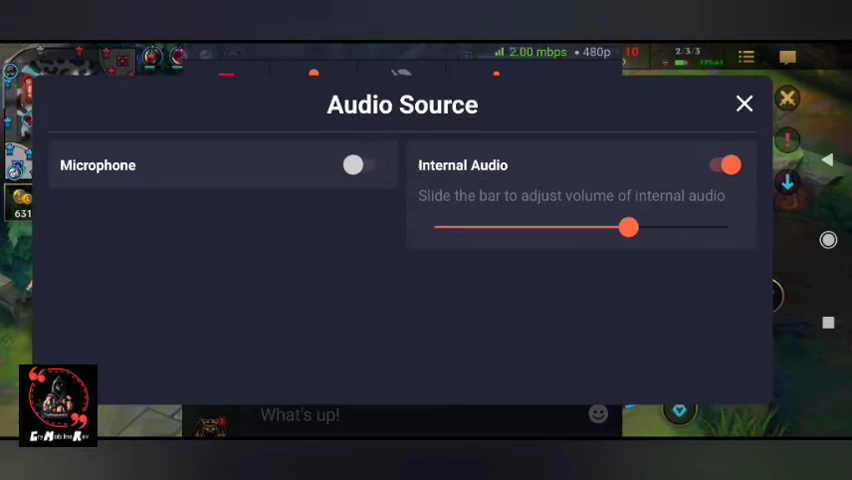 2.00 mbps • 480p
10
2/3/3
Audio Source
Microphone
Internal Audio
Slide the bar to adjust volume of internal audio
631
What's up!